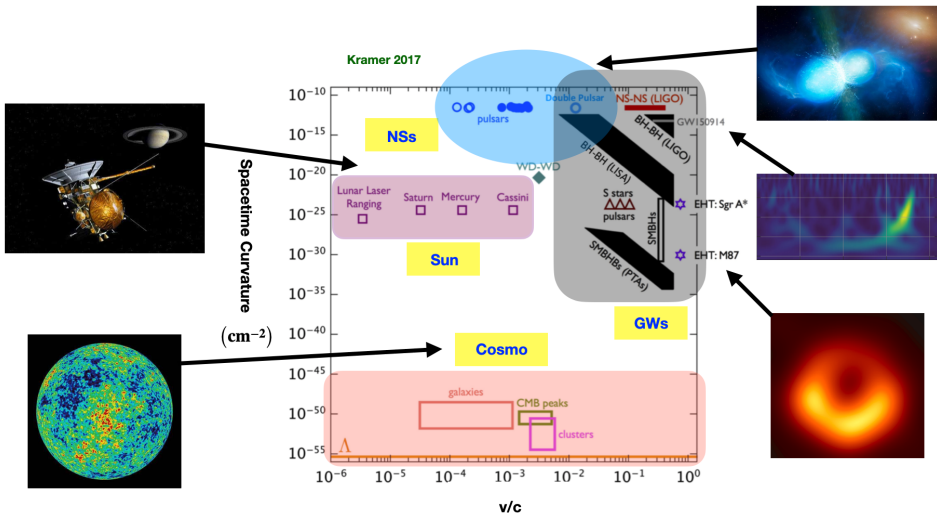 Kramer 2017
Spacetime Curvature
(cm⁻²)
10⁻¹⁰
10⁻¹⁵
10⁻²⁰
10⁻²⁵
10⁻³⁰
10⁻³⁵
10⁻⁴⁰
10⁻⁴⁵
10⁻⁵⁰
10⁻⁵⁵
NSs
pulsars
Double Pulsar
NS-NS (LIGO)
GW150914
BH-BH (LIGO)
BH-BH (LISA)
WD-WD
Lunar Laser
Ranging
Saturn
Mercury
Cassini
Sun
S stars
pulsars
SMBHs
SMBHBs (PTAs)
EHT: Sgr A*
EHT: M87
GWs
Cosmo
galaxies
CMB peaks
clusters
Λ
10⁻⁶
10⁻⁵
10⁻⁴
10⁻³
10⁻²
10⁻¹
10⁰
v/c